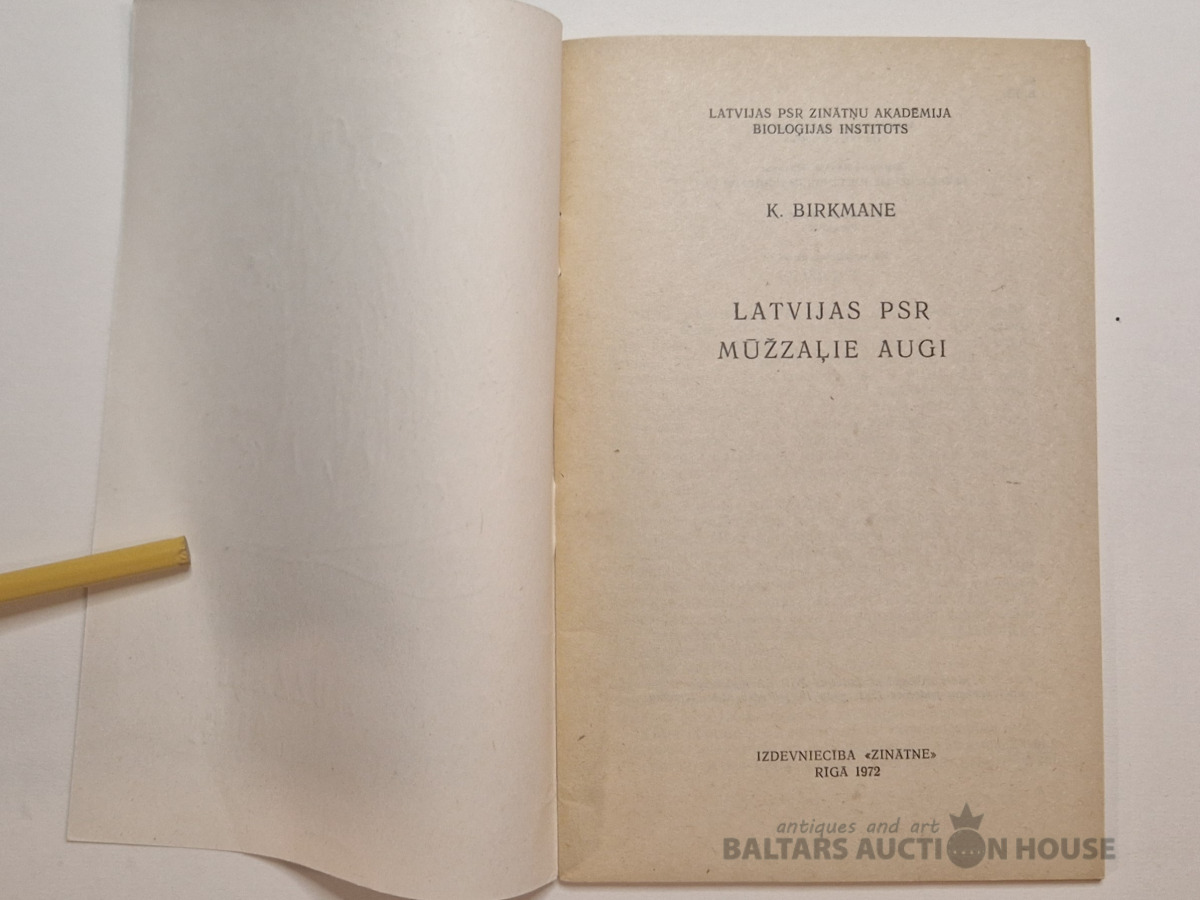 LATVIJAS PSR ZINĀTŅU AKADĒMIJA
BIOLOĢIJAS INSTITŪTS
K. BIRĶMANE
LATVIJAS PSR
MŪŽZAĻIE AUGI
IZDEVNIECĪBA «ZINĀTNE»
RĪGĀ 1972
antiques and art
BALTARS AUCTION HOUSE